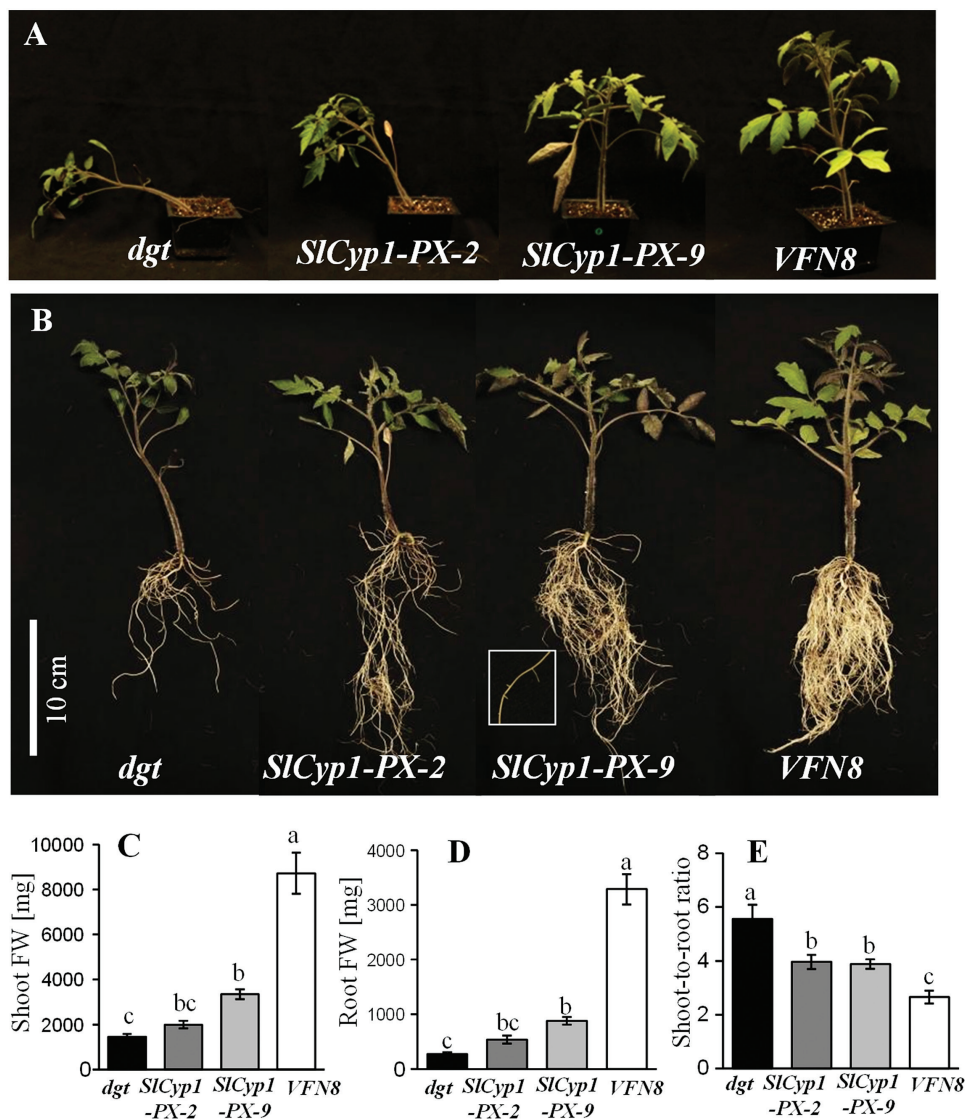 A
dgt
SlCyp1-PX-2
SlCyp1-PX-9
VFN8
B
10 cm
dgt
SlCyp1-PX-2
SlCyp1-PX-9
VFN8
C
Shoot FW [mg]
10000
8000
6000
4000
2000
0
c
bc
b
a
dgt
SlCyp1
-PX-2
SlCyp1
-PX-9
VFN8
D
Root FW [mg]
4000
3000
2000
1000
0
c
bc
b
a
dgt
SlCyp1
-PX-2
SlCyp1
-PX-9
VFN8
E
Shoot-to-root ratio
8
6
4
2
0
a
b
b
c
dgt
SlCyp1
-PX-2
SlCyp1
-PX-9
VFN8